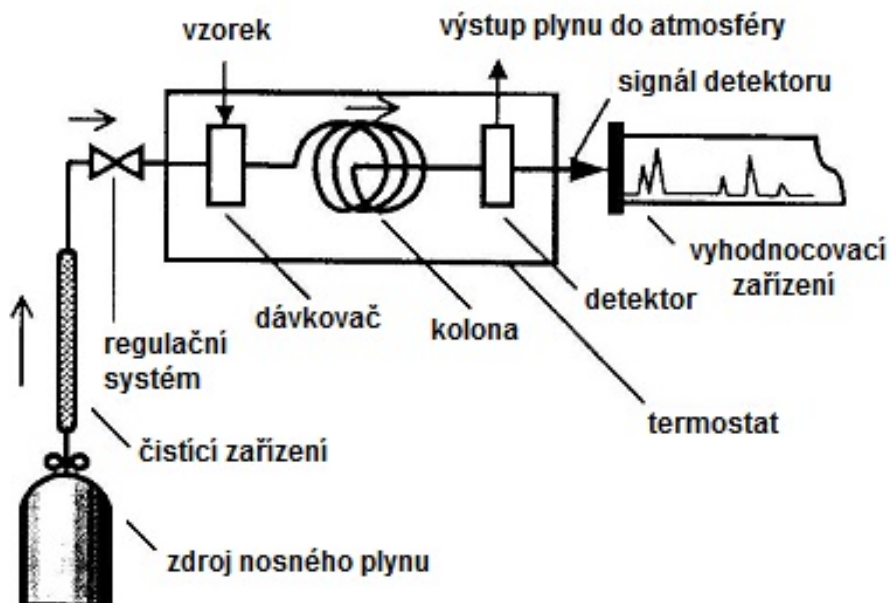 vzorek
výstup plynu do atmosféry
signál detektoru
vyhodnocovací
zařízení
detektor
dávkovač
kolona
regulační
systém
termostat
čistící zařízení
zdroj nosného plynu